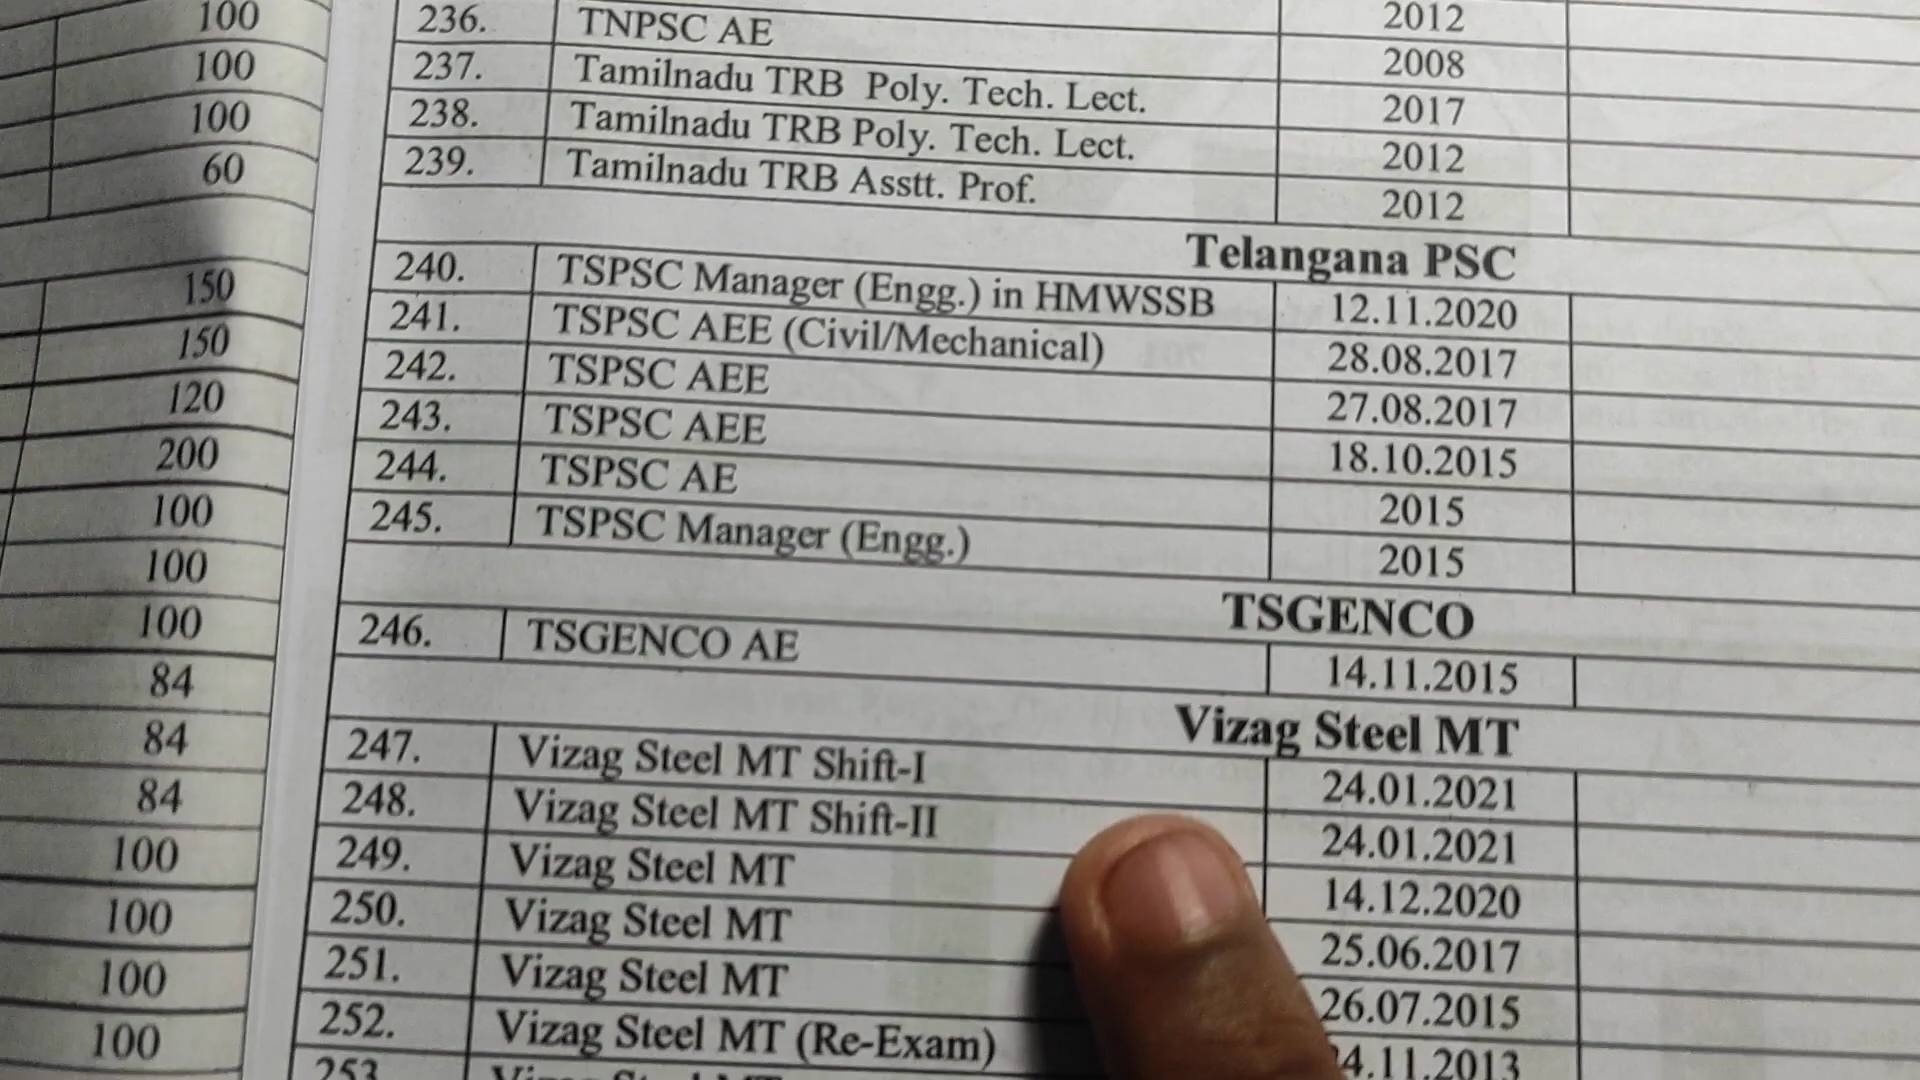 100
100
100
60
150
150
120
200
100
100
100
84
84
84
100
100
100
100
2012
236. TNPSC AE 2008
237. Tamilnadu TRB Poly. Tech. Lect. 2017
238. Tamilnadu TRB Poly. Tech. Lect. 2012
239. Tamilnadu TRB Asstt. Prof. 2012
Telangana PSC
240. TSPSC Manager (Engg.) in HMWSSB 12.11.2020
241. TSPSC AEE (Civil/Mechanical) 28.08.2017
242. TSPSC AEE 27.08.2017
243. TSPSC AEE 18.10.2015
244. TSPSC AE 2015
245. TSPSC Manager (Engg.) 2015
TSGENCO
246. TSGENCO AE 14.11.2015
Vizag Steel MT
247. Vizag Steel MT Shift-I 24.01.2021
248. Vizag Steel MT Shift-II 24.01.2021
249. Vizag Steel MT 14.12.2020
250. Vizag Steel MT 25.06.2017
251. Vizag Steel MT 26.07.2015
252. Vizag Steel MT (Re-Exam) 4.11.2013
253